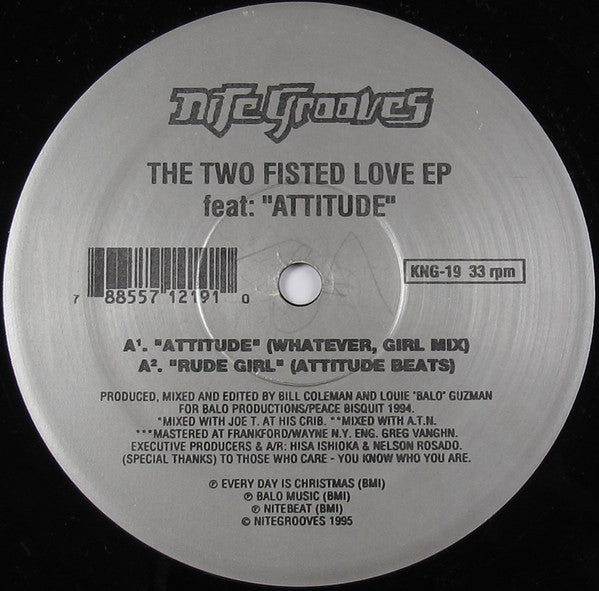 nite grooves
THE TWO FISTED LOVE EP
feat: "ATTITUDE"
KNG-19 33 rpm
7 88557 12191 0
A¹. "ATTITUDE" (WHATEVER, GIRL MIX)
A². "RUDE GIRL" (ATTITUDE BEATS)
PRODUCED, MIXED AND EDITED BY BILL COLEMAN AND LOUIE "BALO" GUZMAN
FOR BALO PRODUCTIONS/PEACE BISQUIT 1994.
*MIXED WITH JOE T. AT HIS CRIB. **MIXED WITH A.T.N.
***MASTERED AT FRANKFORD/WAYNE N.Y. ENG. GREG VAUGHN.
EXECUTIVE PRODUCERS & A/R: HISA ISHIOKA & NELSON ROSADO.
(SPECIAL THANKS) TO THOSE WHO CARE - YOU KNOW WHO YOU ARE.
℗ EVERY DAY IS CHRISTMAS (BMI)
℗ BALO MUSIC (BMI)
℗ NITEBEAT (BMI)
© NITEGROOVES 1995